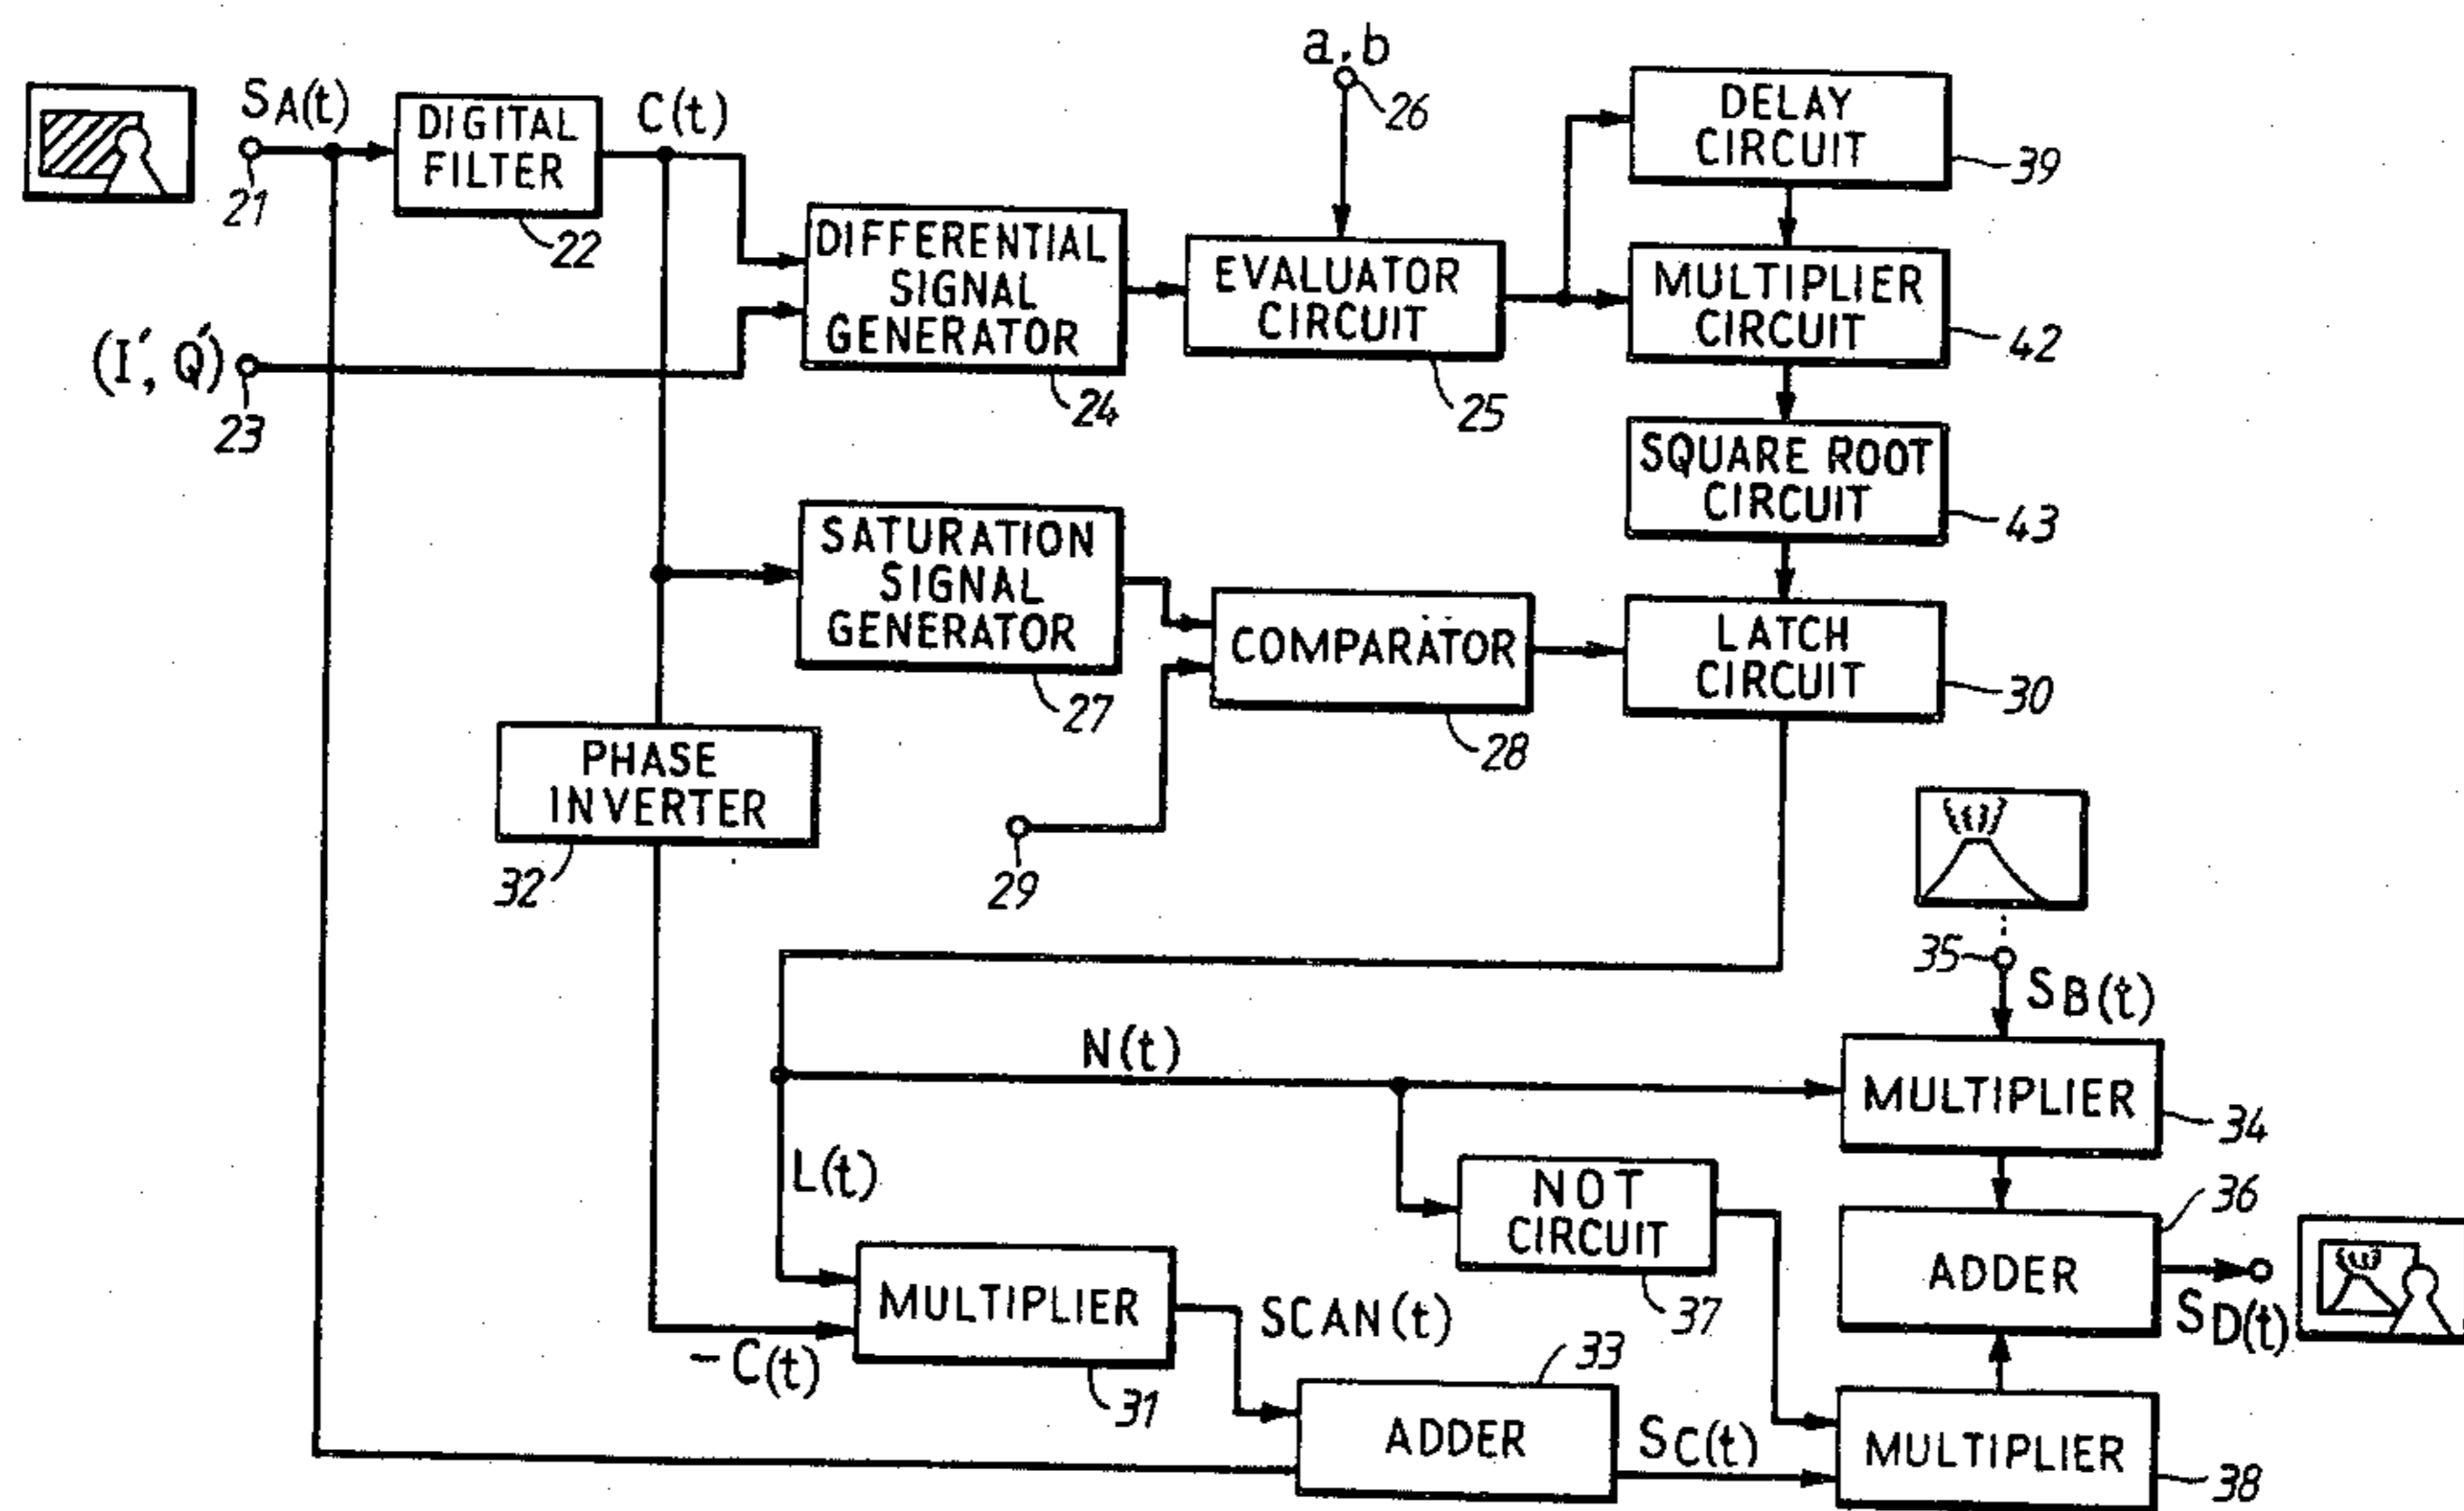 a, b
26
SA(t)
21
DIGITAL
FILTER
22
C(t)
DELAY
CIRCUIT
39
(I', Q')
23
DIFFERENTIAL
SIGNAL
GENERATOR
24
EVALUATOR
CIRCUIT
25
MULTIPLIER
CIRCUIT
42
SQUARE ROOT
CIRCUIT
43
SATURATION
SIGNAL
GENERATOR
27
COMPARATOR
28
LATCH
CIRCUIT
30
PHASE
INVERTER
32
29
35
SB(t)
N(t)
MULTIPLIER
34
L(t)
NOT
CIRCUIT
37
36
ADDER
SD(t)
MULTIPLIER
31
-C(t)
SCAN(t)
33
ADDER
SC(t)
MULTIPLIER
38